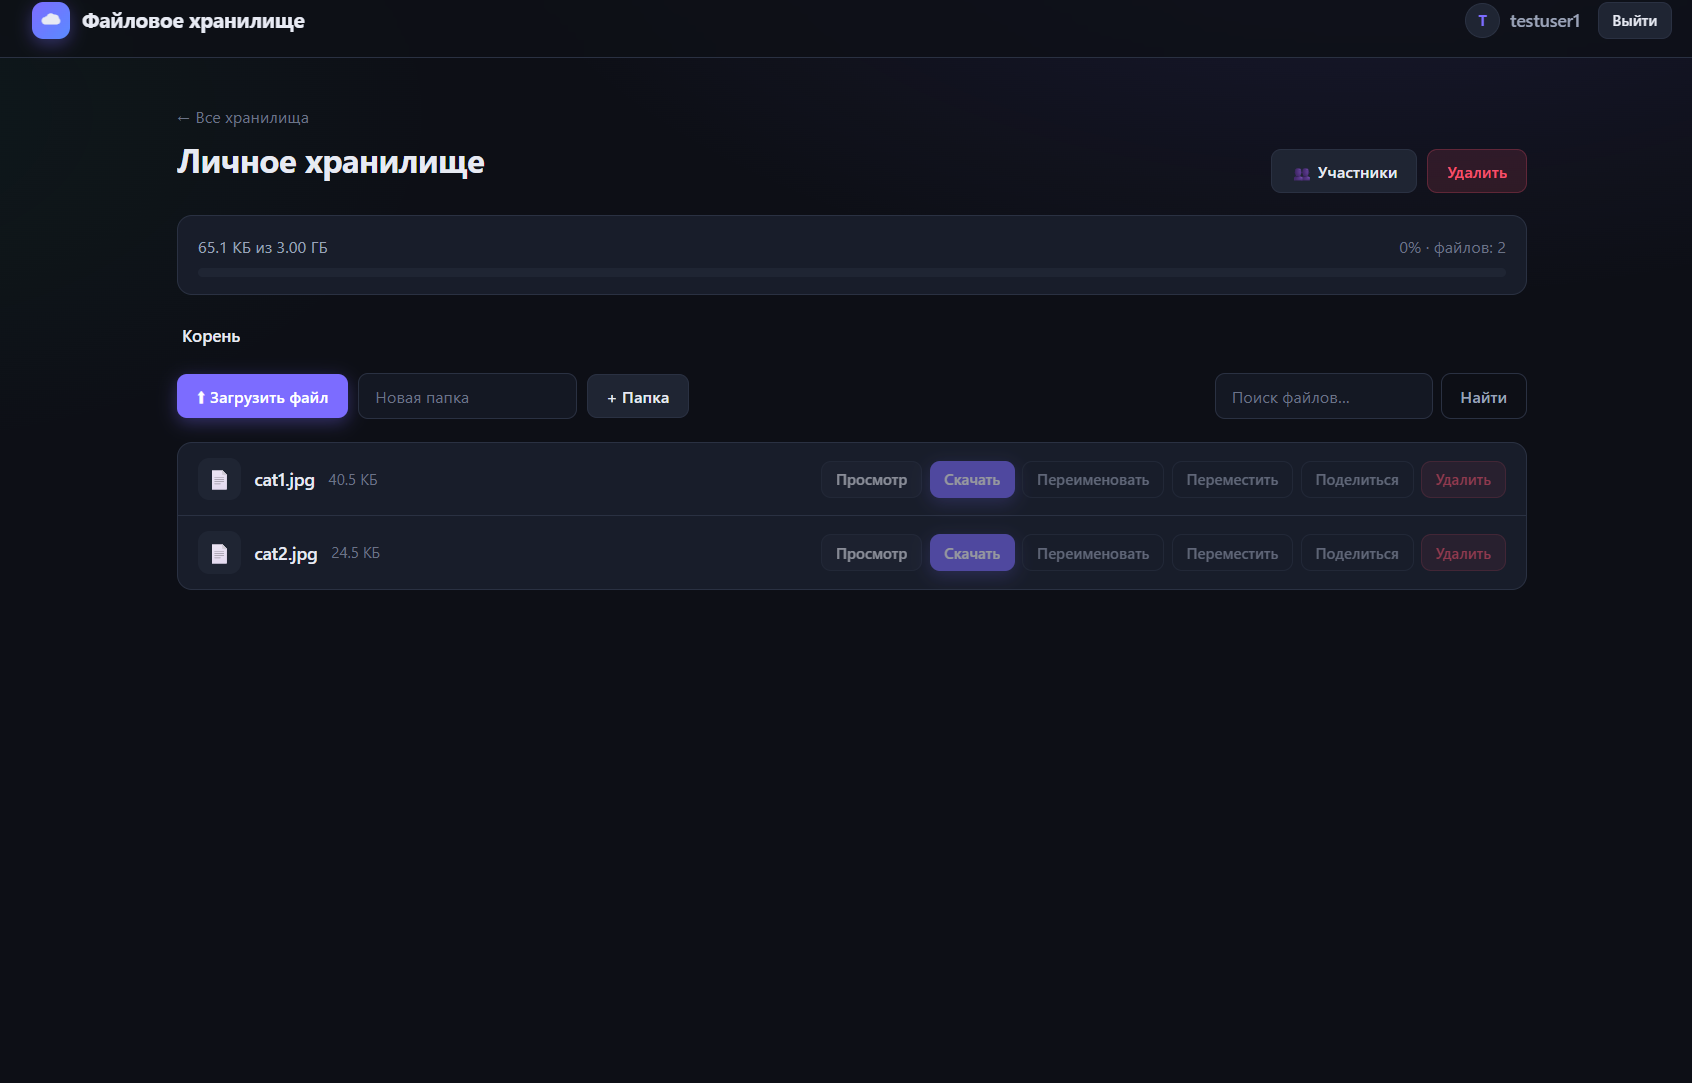 Файловое хранилище
T testuser1 Выйти
← Все хранилища
Личное хранилище
Участники Удалить
65.1 КБ из 3.00 ГБ 0% · файлов: 2
Корень
⬆ Загрузить файл Новая папка + Папка Поиск файлов... Найти
cat1.jpg 40.5 КБ Просмотр Скачать Переименовать Переместить Поделиться Удалить
cat2.jpg 24.5 КБ Просмотр Скачать Переименовать Переместить Поделиться Удалить